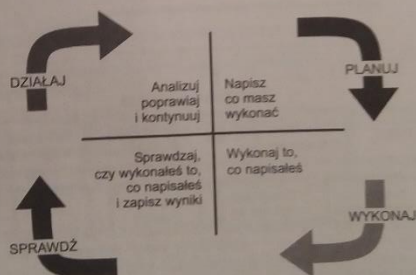 DZIAŁAJ
Analizuj
poprawiaj
i kontynuuj
Napisz
co masz
wykonać
PLANUJ
Sprawdzaj,
czy wykonałeś to,
co napisałeś
i zapisz wyniki
Wykonaj to,
co napisałeś
SPRAWDŹ
WYKONAJ